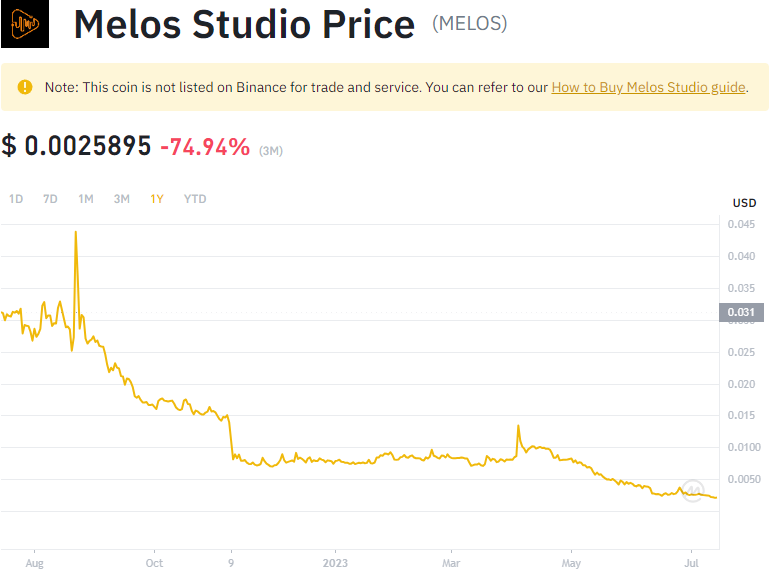 Melos Studio Price (MELOS)
Note: This coin is not listed on Binance for trade and service. You can refer to our How to Buy Melos Studio guide.
$ 0.0025895 -74.94% (3M)
1D 7D 1M 3M 1Y YTD
USD
0.045
0.040
0.035
0.031
0.025
0.020
0.015
0.0100
0.0050
Aug Oct 9 2023 Mar May Jul